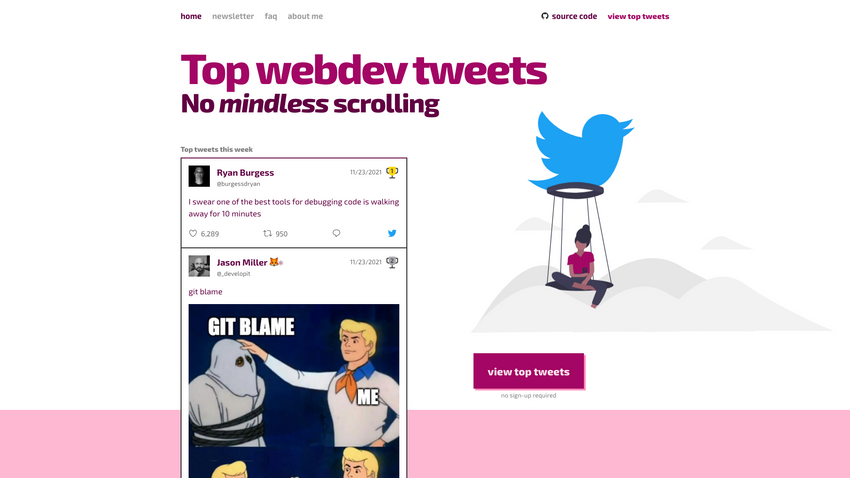 home newsletter faq about me source code view top tweets
Top webdev tweets
No mindless scrolling
Top tweets this week
Ryan Burgess 11/23/2021
@burgessdryan
I swear one of the best tools for debugging code is walking
away for 10 minutes
6,289 950
Jason Miller 🦊⚛ 11/23/2021
@_developit
git blame
GIT BLAME
ME
view top tweets
no sign-up required